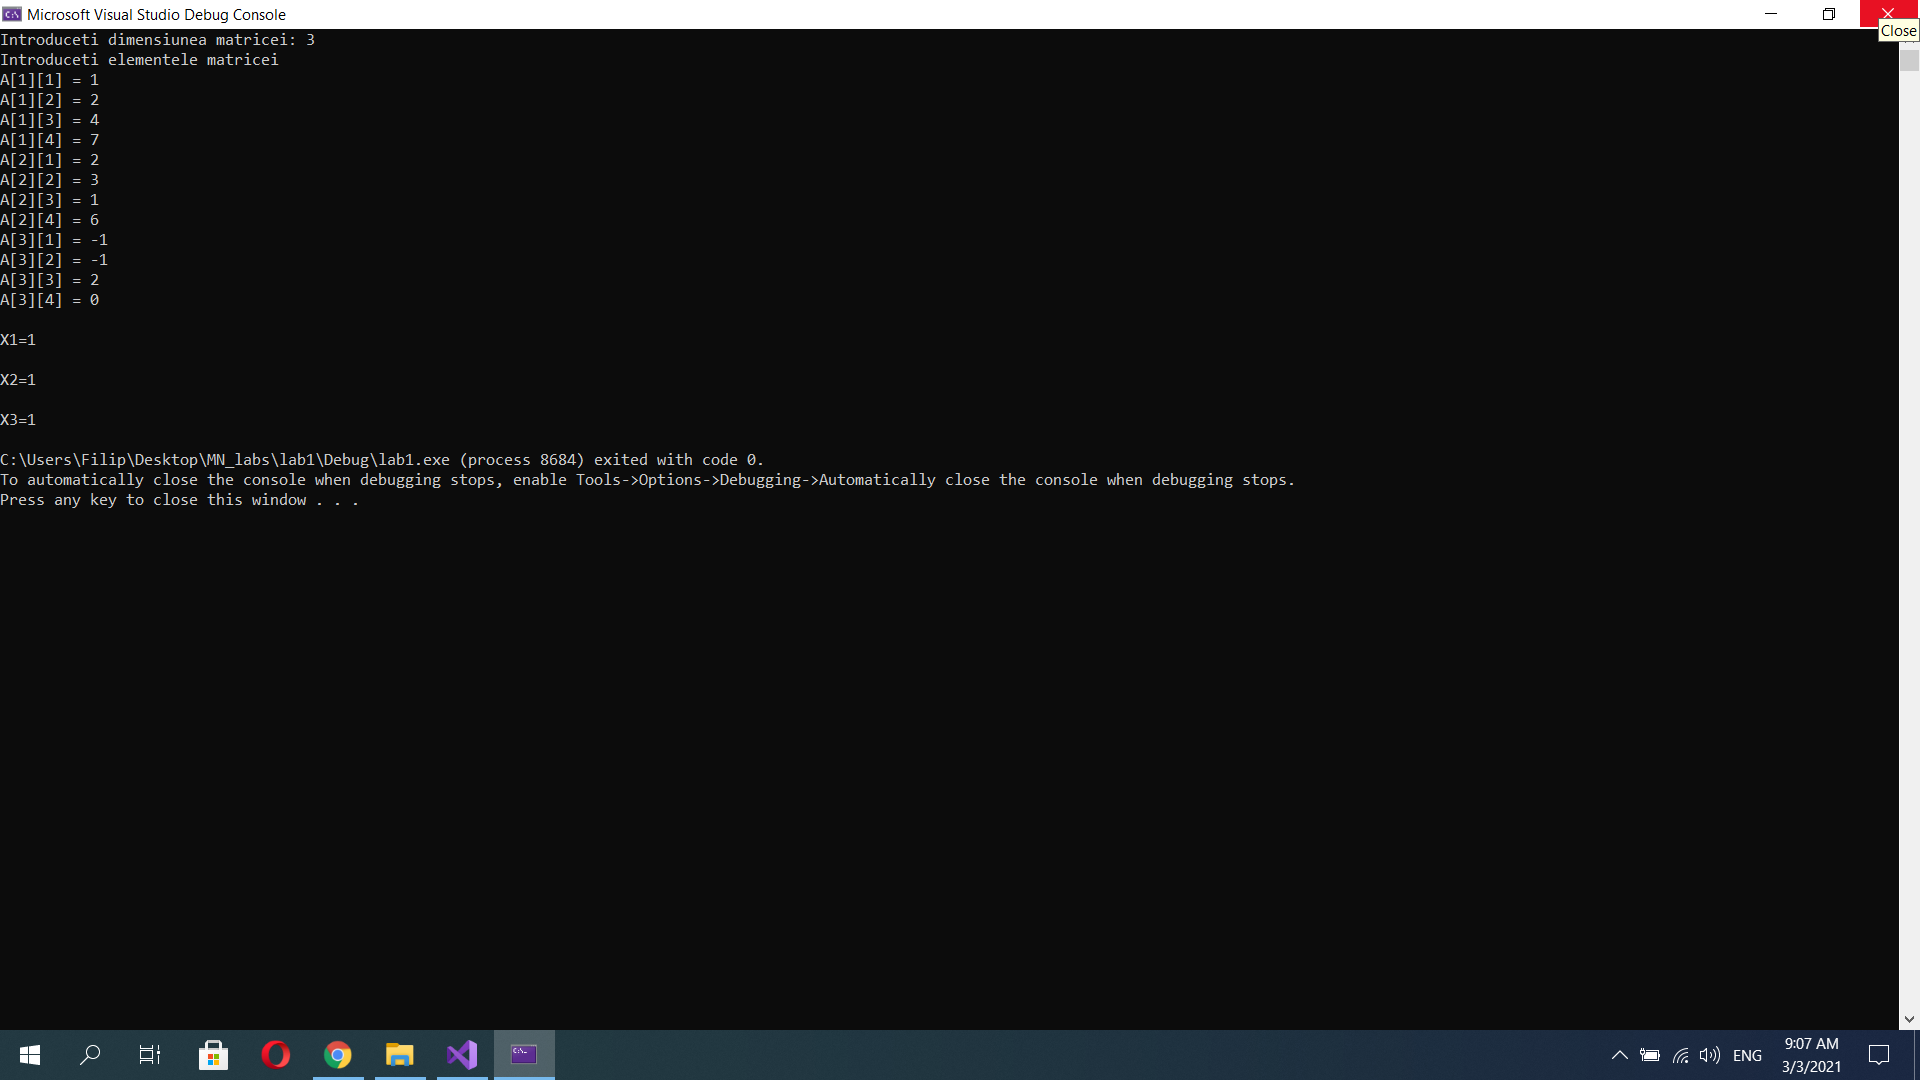 Microsoft Visual Studio Debug Console
Close
Introduceti dimensiunea matricei: 3
Introduceti elementele matricei
A[1][1] = 1
A[1][2] = 2
A[1][3] = 4
A[1][4] = 7
A[2][1] = 2
A[2][2] = 3
A[2][3] = 1
A[2][4] = 6
A[3][1] = -1
A[3][2] = -1
A[3][3] = 2
A[3][4] = 0
X1=1
X2=1
X3=1
C:\Users\Filip\Desktop\MN_labs\lab1\Debug\lab1.exe (process 8684) exited with code 0.
To automatically close the console when debugging stops, enable Tools->Options->Debugging->Automatically close the console when debugging stops.
Press any key to close this window . . .
ENG
9:07 AM
3/3/2021